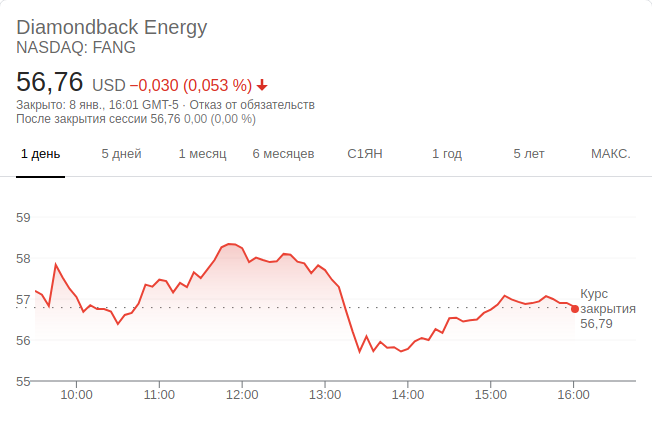 Diamondback Energy
NASDAQ: FANG
56,76 USD −0,030 (0,053 %)
Закрыто: 8 янв., 16:01 GMT-5 · Отказ от обязательств
После закрытия сессии 56,76 0,00 (0,00 %)
1 день 5 дней 1 месяц 6 месяцев С1ЯН 1 год 5 лет МАКС.
59
58
57
56
55
Курс
закрытия
56,79
10:00 11:00 12:00 13:00 14:00 15:00 16:00